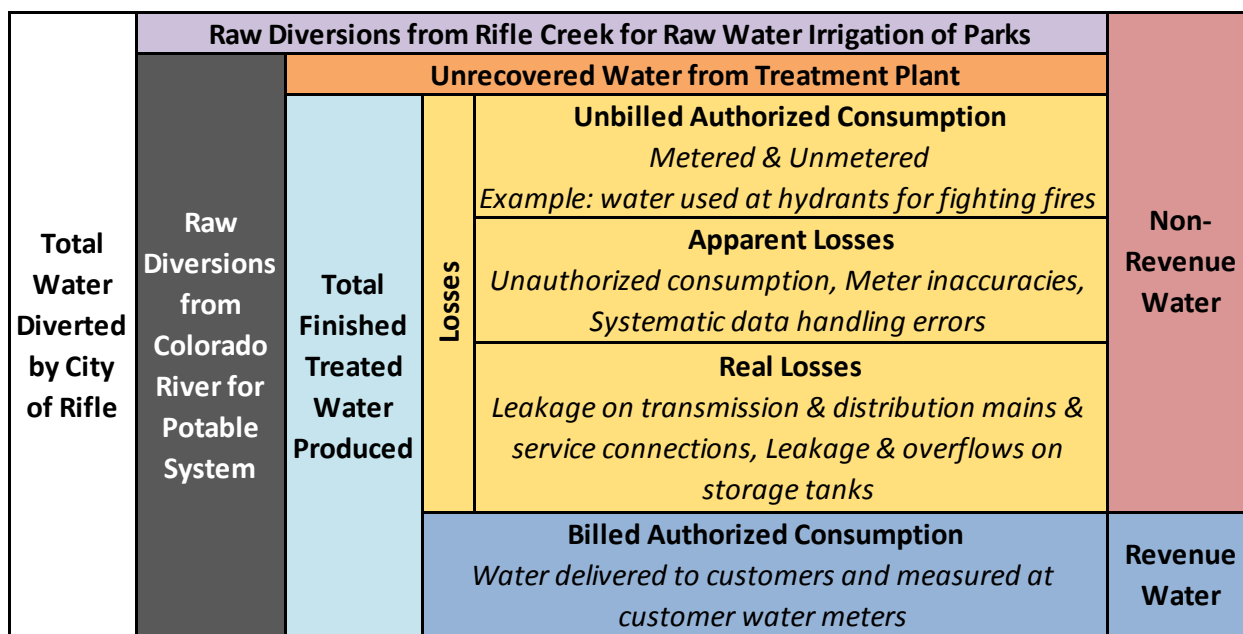 Raw Diversions from Rifle Creek for Raw Water Irrigation of Parks
Unrecovered Water from Treatment Plant
Total
Water
Diverted
by City
of Rifle
Raw
Diversions
from
Colorado
River for
Potable
System
Total
Finished
Treated
Water
Produced
Losses
Unbilled Authorized Consumption
Metered & Unmetered
Example: water used at hydrants for fighting fires
Apparent Losses
Unauthorized consumption, Meter inaccuracies,
Systematic data handling errors
Real Losses
Leakage on transmission & distribution mains &
service connections, Leakage & overflows on
storage tanks
Billed Authorized Consumption
Water delivered to customers and measured at
customer water meters
Non-
Revenue
Water
Revenue
Water